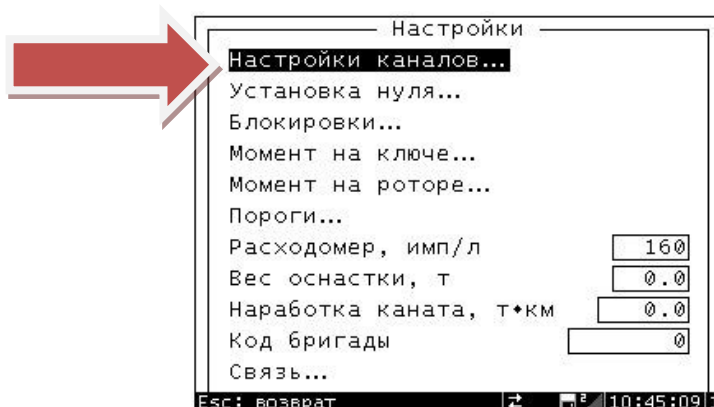 Настройки
Настройки каналов...
Установка нуля...
Блокировки...
Момент на ключе...
Момент на роторе...
Пороги...
Расходомер, имп/л 160
Вес оснастки, т 0.0
Наработка каната, т•км 0.0
Код бригады 0
Связь...
Esc: возврат 2 10:45:09